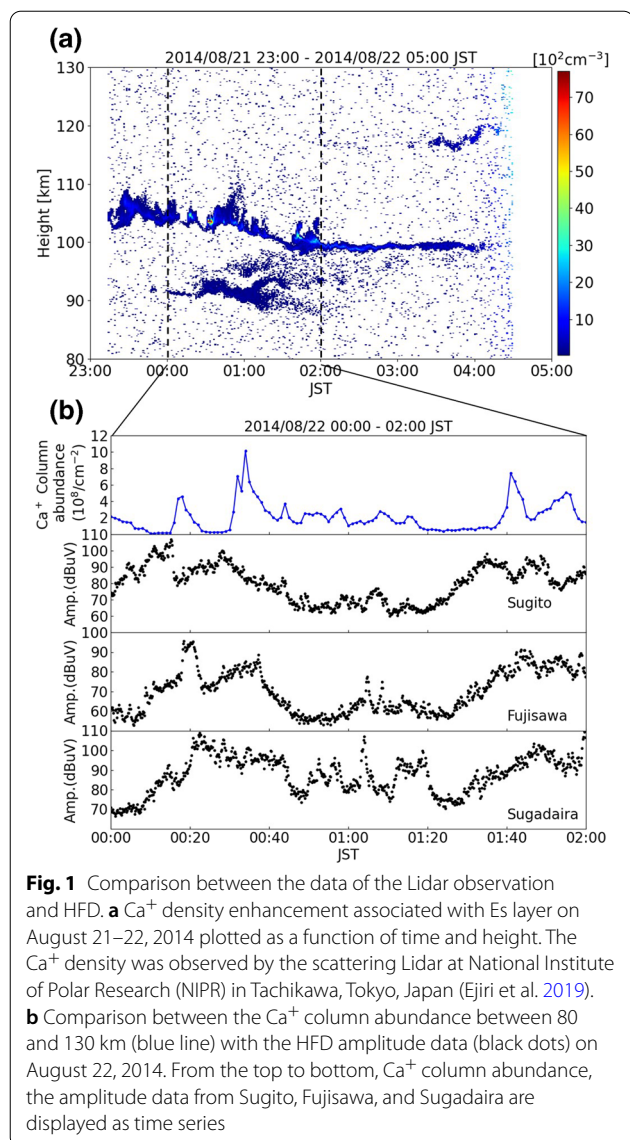 (a)
2014/08/21 23:00 - 2014/08/22 05:00 JST
[10²cm⁻³]
130
120
110
100
90
80
Height [km]
70
60
50
40
30
20
10
23:00 00:00 01:00 02:00 03:00 04:00 05:00
JST
(b)
2014/08/22 00:00 - 02:00 JST
Ca⁺ Column
abundance
(10⁸/cm⁻²)
12
10
8
6
4
2
110
100
90
80
70
60
Amp.(dBuV)
Sugito
100
90
80
70
60
Amp.(dBuV)
Fujisawa
110
100
90
80
70
Amp.(dBuV)
Sugadaira
00:00 00:20 00:40 01:00 01:20 01:40 02:00
JST
Fig. 1 Comparison between the data of the Lidar observation
and HFD. a Ca⁺ density enhancement associated with Es layer on
August 21–22, 2014 plotted as a function of time and height. The
Ca⁺ density was observed by the scattering Lidar at National Institute
of Polar Research (NIPR) in Tachikawa, Tokyo, Japan (Ejiri et al. 2019).
b Comparison between the Ca⁺ column abundance between 80
and 130 km (blue line) with the HFD amplitude data (black dots) on
August 22, 2014. From the top to bottom, Ca⁺ column abundance,
the amplitude data from Sugito, Fujisawa, and Sugadaira are
displayed as time series